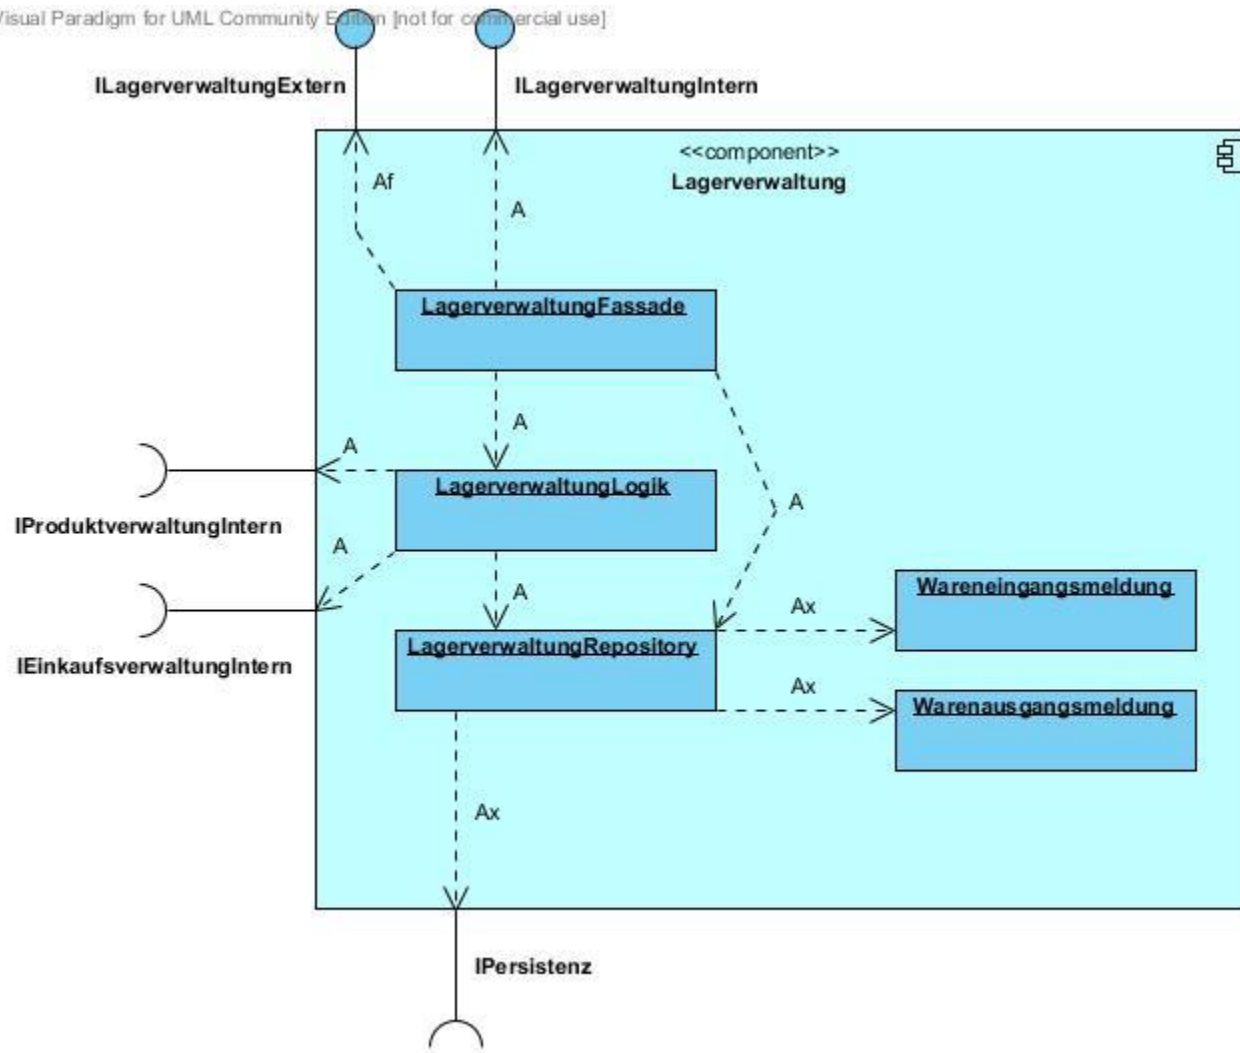 Visual Paradigm for UML Community Edition [not for commercial use]
ILagerverwaltungExtern
ILagerverwaltungIntern
<<component>>
Lagerverwaltung
Af
A
LagerverwaltungFassade
A
A
LagerverwaltungLogik
IProduktverwaltungIntern
A
A
A
IEinkaufsverwaltungIntern
LagerverwaltungRepository
Ax
Wareneingangsmeldung
Ax
Warenausgangsmeldung
Ax
IPersistenz